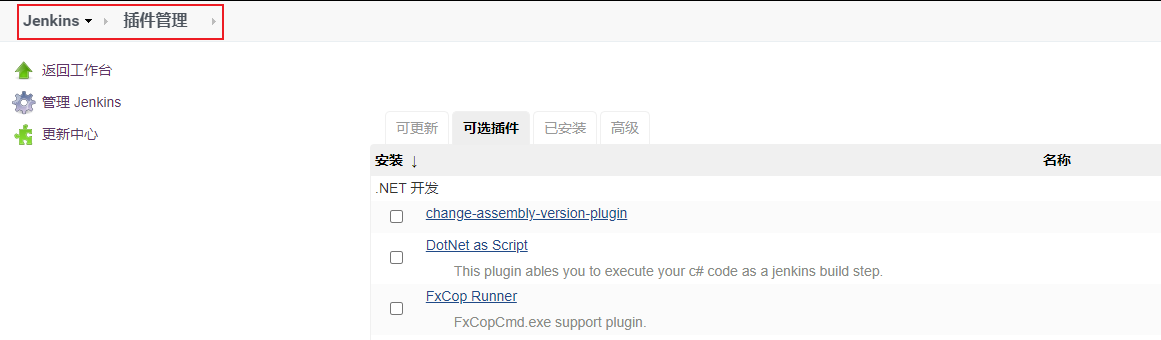 Jenkins 插件管理
返回工作台
管理 Jenkins
更新中心
可更新 可选插件 已安装 高级
安装 ↓ 名称
.NET 开发
change-assembly-version-plugin
DotNet as Script
This plugin ables you to execute your c# code as a jenkins build step.
FxCop Runner
FxCopCmd.exe support plugin.